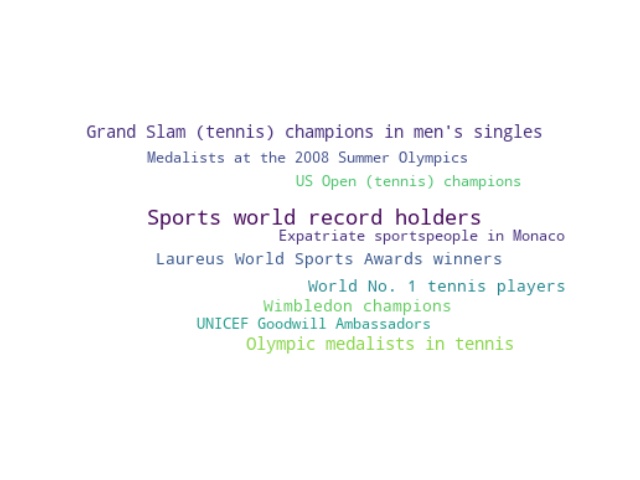 Grand Slam (tennis) champions in men's singles
Medalists at the 2008 Summer Olympics
US Open (tennis) champions
Sports world record holders
Expatriate sportspeople in Monaco
Laureus World Sports Awards winners
World No. 1 tennis players
Wimbledon champions
UNICEF Goodwill Ambassadors
Olympic medalists in tennis